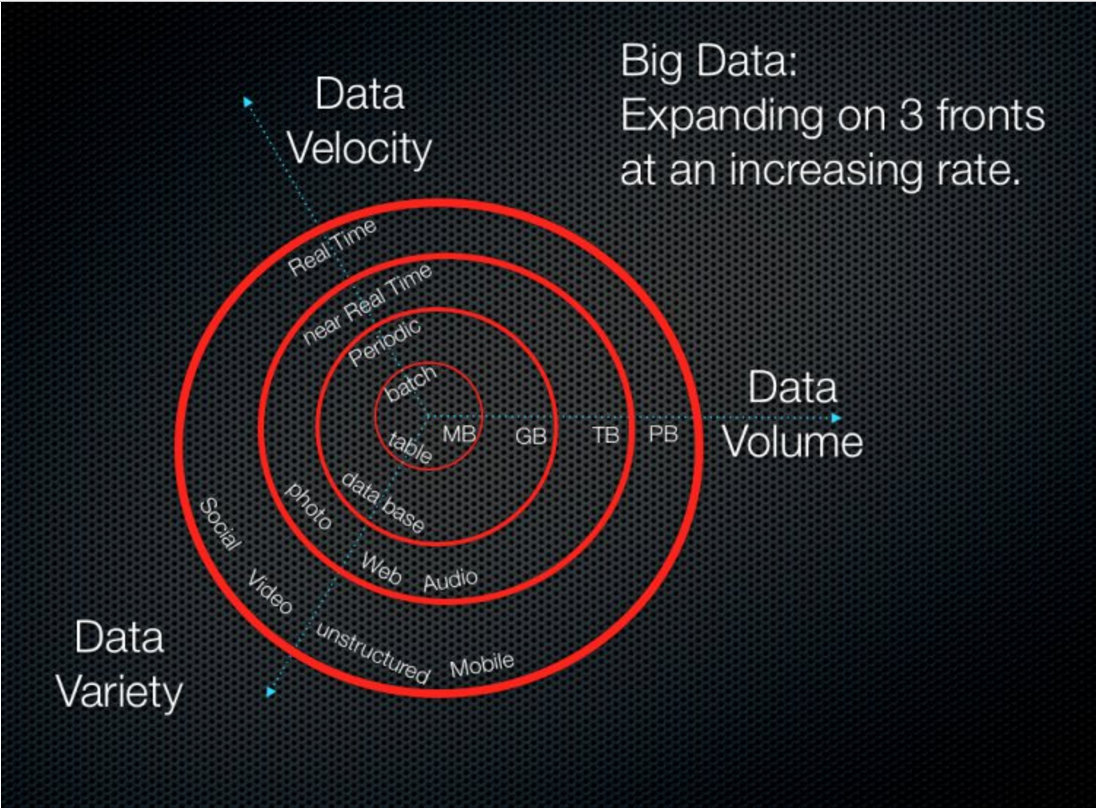 Big Data:
Expanding on 3 fronts
at an increasing rate.
Data
Velocity
Real Time
near Real Time
Periodic
batch
Data
Volume
MB GB TB PB
table
data base
photo
Web Audio
Social
Video
unstructured Mobile
Data
Variety